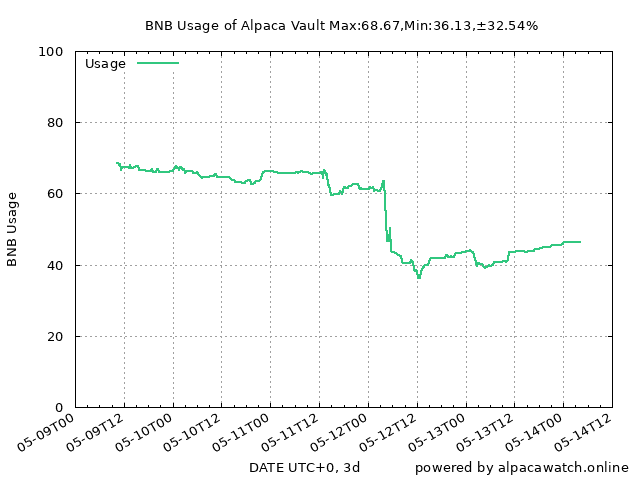 BNB Usage of Alpaca Vault Max:68.67,Min:36.13,±32.54%
Usage
BNB Usage
100
80
60
40
20
0
05-09T00
05-09T12
05-10T00
05-10T12
05-11T00
05-11T12
05-12T00
05-12T12
05-13T00
05-13T12
05-14T00
05-14T12
DATE UTC+0, 3d
powered by alpacawatch.online